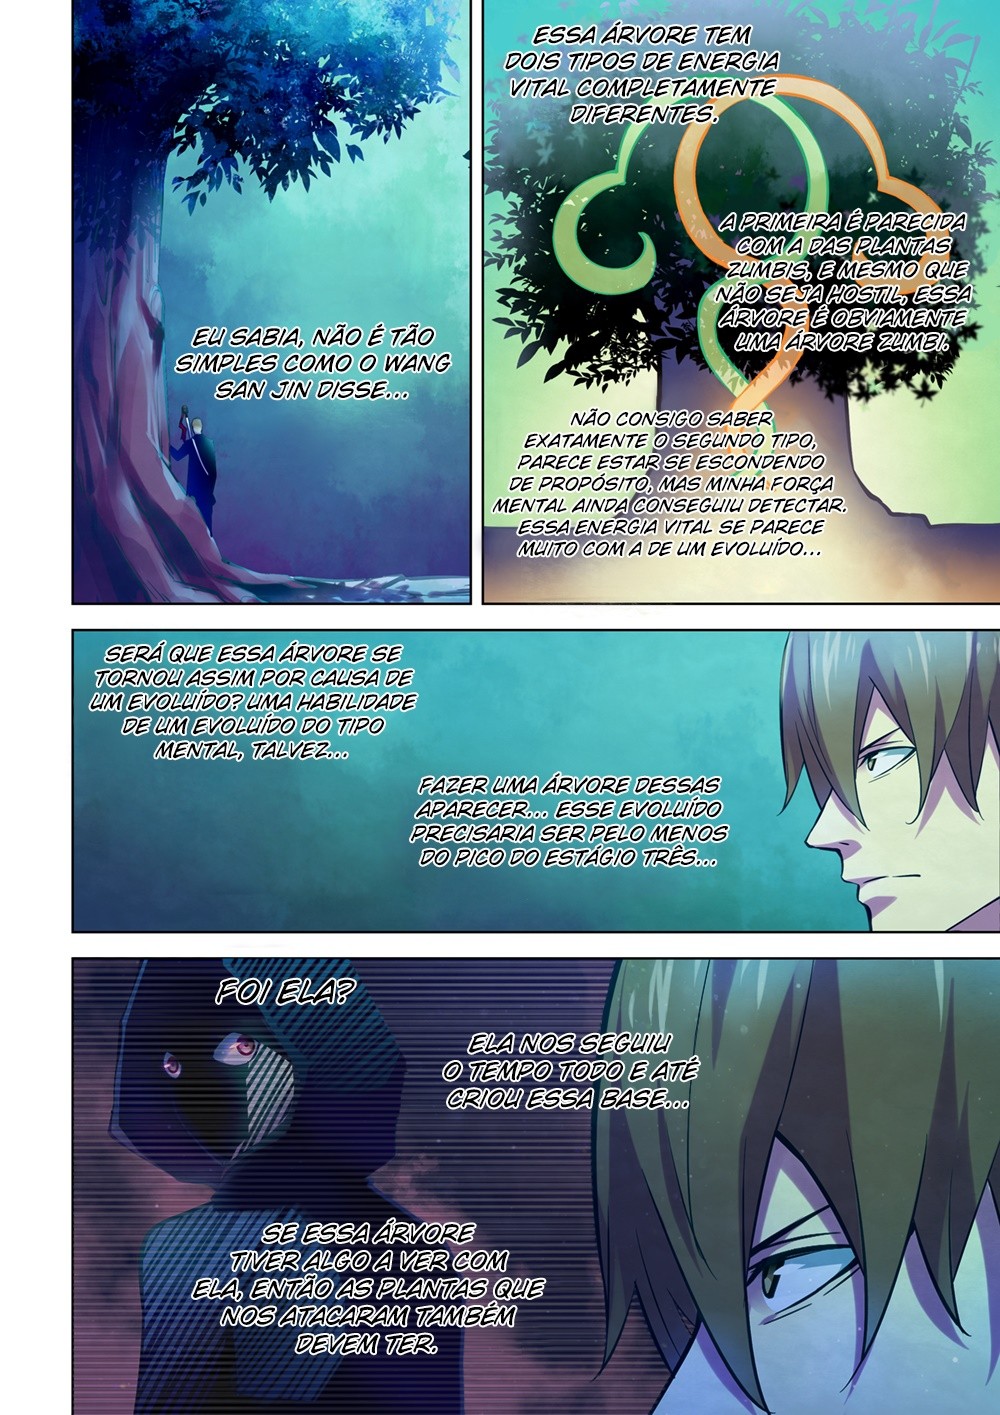 EU SABIA, NÃO É TÃO
SIMPLES COMO O WANG
SAN JIN DISSE...
ESSA ÁRVORE TEM
DOIS TIPOS DE ENERGIA
VITAL COMPLETAMENTE
DIFERENTES.
A PRIMEIRA É PARECIDA
COM A DAS PLANTAS
ZUMBIS, E MESMO QUE
NÃO SEJA HOSTIL, ESSA
ÁRVORE É OBVIAMENTE
UMA ÁRVORE ZUMBI.
NÃO CONSIGO SABER
EXATAMENTE O SEGUNDO TIPO,
PARECE ESTAR SE ESCONDENDO
DE PROPÓSITO, MAS MINHA FORÇA
MENTAL AINDA CONSEGUIU DETECTAR.
ESSA ENERGIA VITAL SE PARECE
MUITO COM A DE UM EVOLUÍDO...
SERÁ QUE ESSA ÁRVORE SE
TORNOU ASSIM POR CAUSA DE
UM EVOLUÍDO? UMA HABILIDADE
DE UM EVOLUÍDO DO TIPO
MENTAL, TALVEZ...
FAZER UMA ÁRVORE DESSAS
APARECER... ESSE EVOLUÍDO
PRECISARIA SER PELO MENOS
DO PICO DO ESTÁGIO TRÊS...
FOI ELA?
ELA NOS SEGUIU
O TEMPO TODO E ATÉ
CRIOU ESSA BASE...
SE ESSA ÁRVORE
TIVER ALGO A VER COM
ELA, ENTÃO AS PLANTAS QUE
NOS ATACARAM TAMBÉM
DEVEM TER.